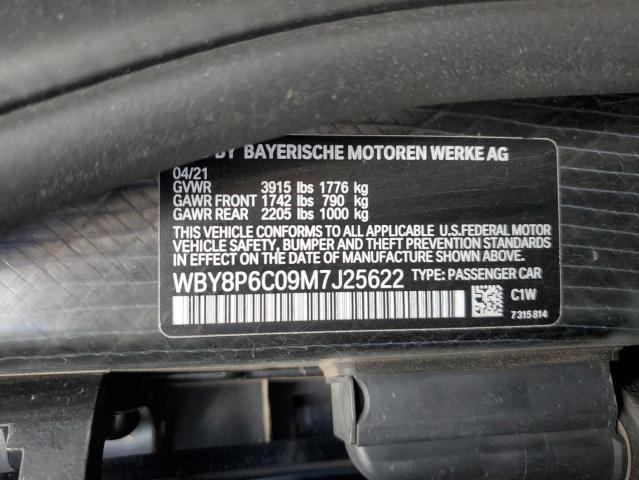 BY BAYERISCHE MOTOREN WERKE AG
04/21
GVWR 3915 lbs 1776 kg
GAWR FRONT 1742 lbs 790 kg
GAWR REAR 2205 lbs 1000 kg
THIS VEHICLE CONFORMS TO ALL APPLICABLE U.S.FEDERAL MOTOR
VEHICLE SAFETY, BUMPER, AND THEFT PREVENTION STANDARDS
IN EFFECT ON THE DATE OF MANUFACTURE SHOWN ABOVE.
WBY8P6C09M7J25622 TYPE: PASSENGER CAR
C1W
7 315 814